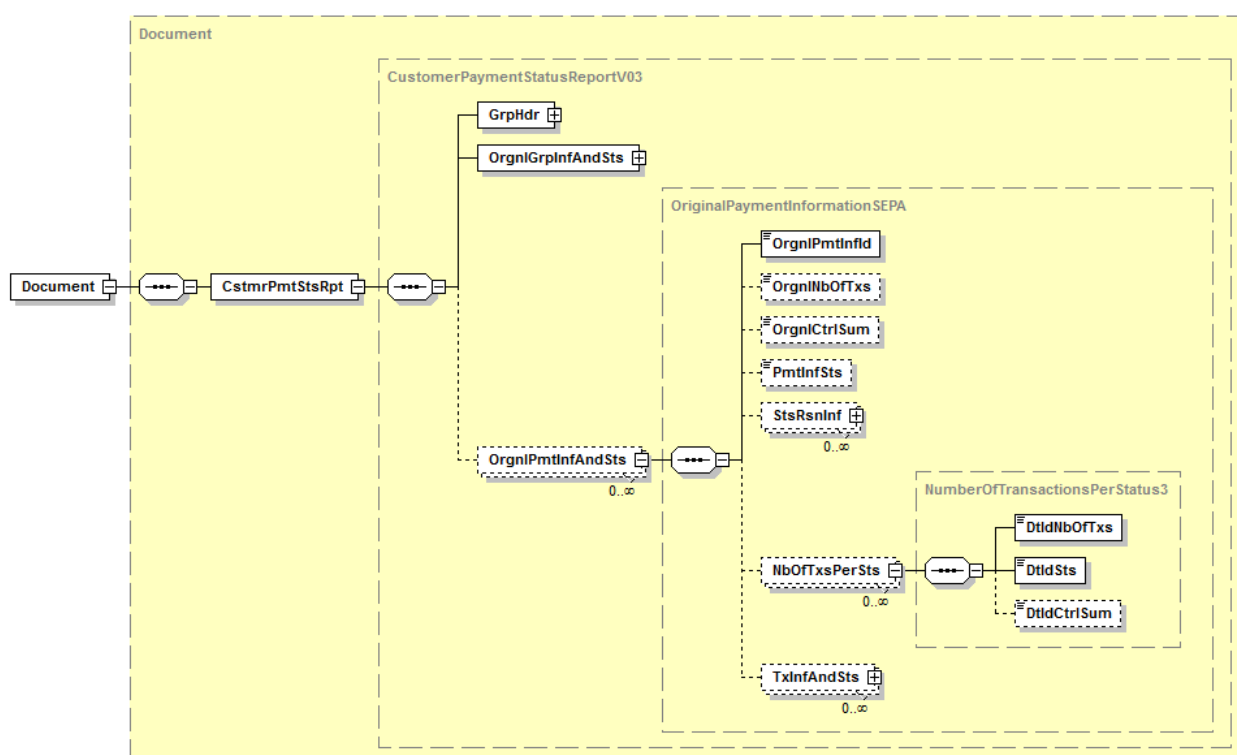 Document
CustomerPaymentStatusReportV03
GrpHdr
OrgnlGrpInfAndSts
OriginalPaymentInformationSEPA
OrgnlPmtInfId
OrgnlNbOfTxs
Document
CstmrPmtStsRpt
OrgnlCtrlSum
PmtInfSts
StsRsnInf
0..∞
OrgnlPmtInfAndSts
0..∞
NumberOfTransactionsPerStatus3
DtldNbOfTxs
NbOfTxsPerSts
0..∞
DtldSts
DtldCtrlSum
TxInfAndSts
0..∞